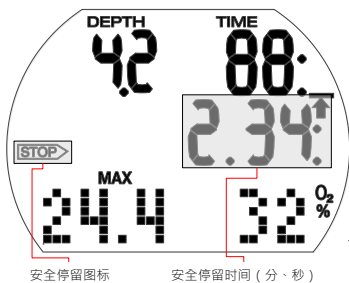 DEPTH TIME
4.2 88:
2.34:
STOP
MAX
24.4 32 O2 %
安全停留图标 安全停留时间(分、秒)